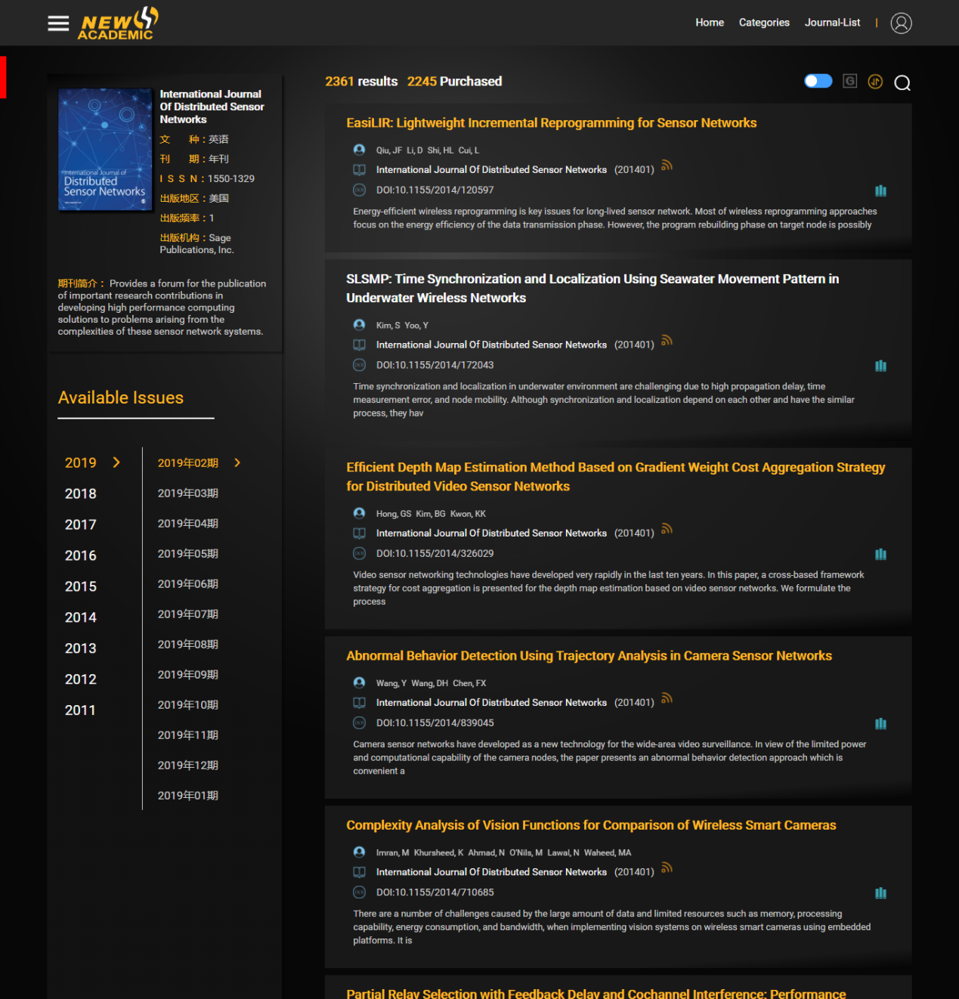 NEW
ACADEMIC
Home Categories Journal-List
International Journal
Of Distributed Sensor
Networks
文 种：英语
刊 期：年刊
I S S N：1550-1329
出版地区：美国
出版频率：1
出版机构：Sage
Publications, Inc.
International Journal of
Distributed
Sensor Networks
期刊简介： Provides a forum for the publication
of important research contributions in
developing high performance computing
solutions to problems arising from the
complexities of these sensor network systems.
Available Issues
2019
2018
2017
2016
2015
2014
2013
2012
2011
2019年02期
2019年03期
2019年04期
2019年05期
2019年06期
2019年07期
2019年08期
2019年09期
2019年10期
2019年11期
2019年12期
2019年01期
2361 results 2245 Purchased
G
EasiLIR: Lightweight Incremental Reprogramming for Sensor Networks
Qiu, JF Li, D Shi, HL Cui, L
International Journal Of Distributed Sensor Networks (201401)
DOI:10.1155/2014/120597
Energy-efficient wireless reprogramming is key issues for long-lived sensor network. Most of wireless reprogramming approaches
focus on the energy efficiency of the data transmission phase. However, the program rebuilding phase on target node is possibly
SLSMP: Time Synchronization and Localization Using Seawater Movement Pattern in
Underwater Wireless Networks
Kim, S Yoo, Y
International Journal Of Distributed Sensor Networks (201401)
DOI:10.1155/2014/172043
Time synchronization and localization in underwater environment are challenging due to high propagation delay, time
measurement error, and node mobility. Although synchronization and localization depend on each other and have the similar
process, they hav
Efficient Depth Map Estimation Method Based on Gradient Weight Cost Aggregation Strategy
for Distributed Video Sensor Networks
Hong, GS Kim, BG Kwon, KK
International Journal Of Distributed Sensor Networks (201401)
DOI:10.1155/2014/326029
Video sensor networking technologies have developed very rapidly in the last ten years. In this paper, a cross-based framework
strategy for cost aggregation is presented for the depth map estimation based on video sensor networks. We formulate the
process
Abnormal Behavior Detection Using Trajectory Analysis in Camera Sensor Networks
Wang, Y Wang, DH Chen, FX
International Journal Of Distributed Sensor Networks (201401)
DOI:10.1155/2014/839045
Camera sensor networks have developed as a new technology for the wide-area video surveillance. In view of the limited power
and computational capability of the camera nodes, the paper presents an abnormal behavior detection approach which is
convenient a
Complexity Analysis of Vision Functions for Comparison of Wireless Smart Cameras
Imran, M Khursheed, K Ahmad, N O'Nils, M Lawal, N Waheed, MA
International Journal Of Distributed Sensor Networks (201401)
DOI:10.1155/2014/710685
There are a number of challenges caused by the large amount of data and limited resources such as memory, processing
capability, energy consumption, and bandwidth, when implementing vision systems on wireless smart cameras using embedded
platforms. It is
Partial Relay Selection with Feedback Delay and Cochannel Interference: Performance